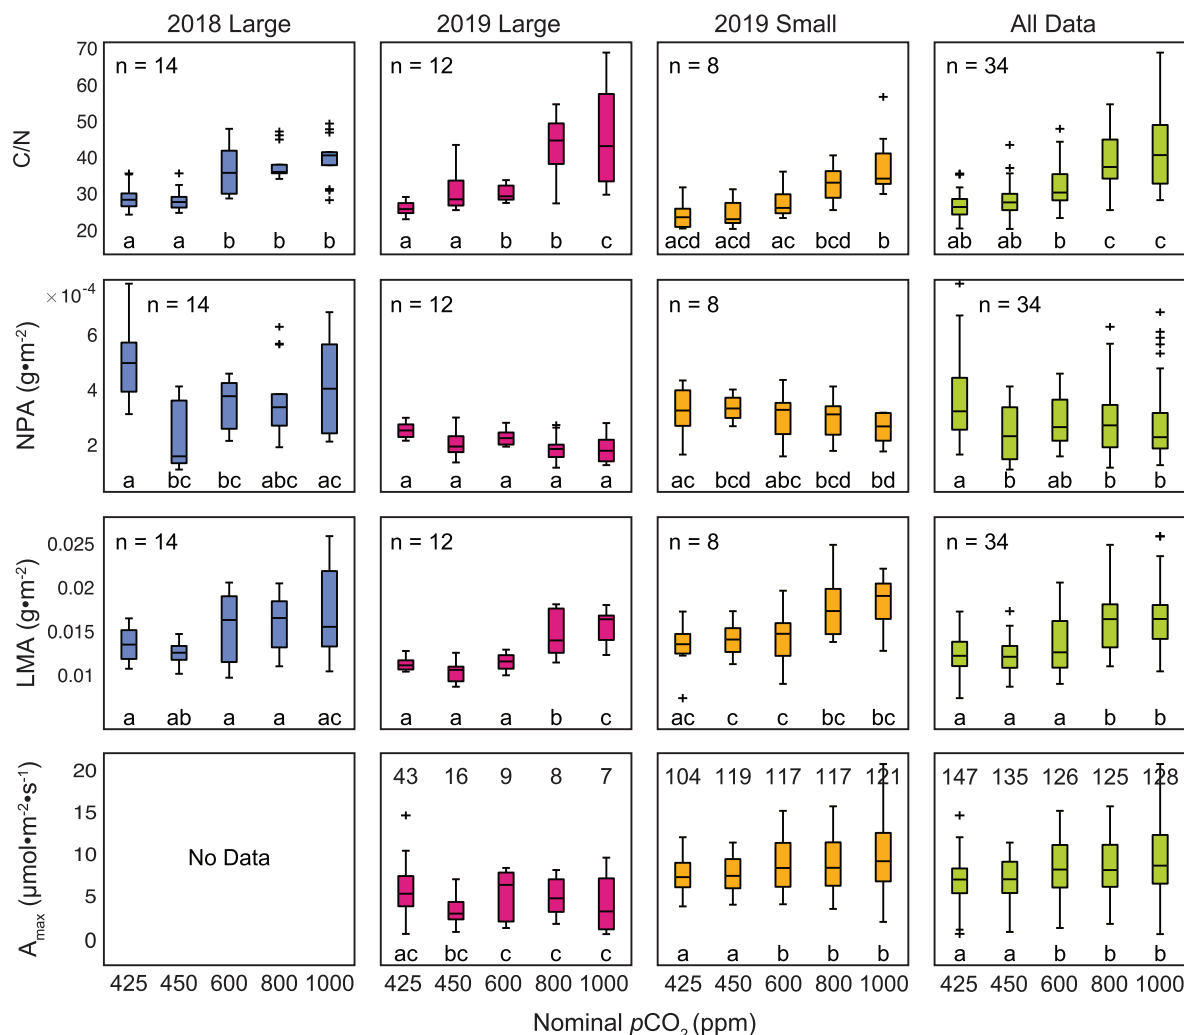 2018 Large 2019 Large 2019 Small All Data
C/N
70
60
50
40
30
20
n = 14
a a b b b
n = 12
a a b b c
n = 8
acd acd ac bcd b
n = 34
ab ab b c c
NPA (g•m⁻²)
×10⁻⁴
6
4
2
n = 14
a bc bc abc ac
n = 12
a a a a a
n = 8
ac bcd abc bcd bd
n = 34
a b ab b b
LMA (g•m⁻²)
0.025
0.02
0.015
0.01
n = 14
a ab a a ac
n = 12
a a a b c
n = 8
ac c c bc bc
n = 34
a a a b b
Aₘₐₓ (µmol•m⁻²•s⁻¹)
20
15
10
5
0
No Data
43 16 9 8 7
ac bc c c c
104 119 117 117 121
a a b b b
147 135 126 125 128
a a b b b
425 450 600 800 1000 425 450 600 800 1000 425 450 600 800 1000 425 450 600 800 1000
Nominal pCO₂ (ppm)